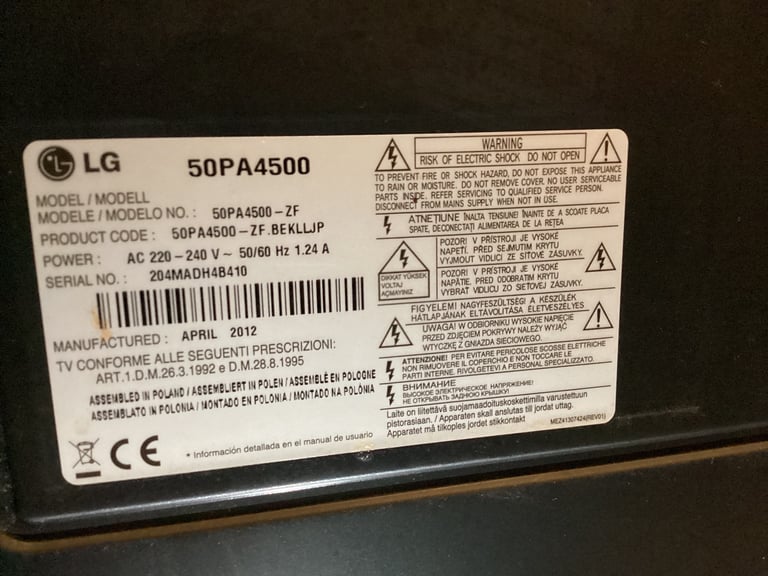 LG
50PA4500
MODEL / MODELL
MODELE / MODELO NO. : 50PA4500-ZF
PRODUCT CODE : 50PA4500-ZF.BEKLLJP
POWER : AC 220-240 V~ 50/60 Hz 1.24 A
SERIAL NO. : 204MADH4B410
MANUFACTURED : APRIL 2012
TV CONFORME ALLE SEGUENTI PRESCRIZIONI:
ART.1.D.M.26.3.1992 e D.M.28.8.1995
ASSEMBLED IN POLAND / ASSEMBLIERT IN POLEN / ASSEMBLÉ EN POLOGNE
ASSEMBLATO IN POLONIA / MONTADO EN POLONIA / MONTADO NA POLÔNIA
CE
* Información detallada en el manual de usuario
WARNING
RISK OF ELECTRIC SHOCK DO NOT OPEN
TO PREVENT FIRE OR SHOCK HAZARD, DO NOT EXPOSE THIS APPLIANCE
TO RAIN OR MOISTURE. DO NOT REMOVE COVER. NO USER SERVICEABLE
PARTS INSIDE. REFER SERVICING TO QUALIFIED SERVICE PERSON.
DISCONNECT FROM MAINS SUPPLY WHEN NOT IN USE.
ATNEȚIUNE ÎNALTA TENSIUNE! ÎNAINTE DE A SCOATE PLACA
SPATE, DECONECTAȚI ALIMENTAREA DE LA REȚEA
DIKKAT YÜKSEK
VOLTAJ
AÇMAYINIZ
POZOR! V PŘÍSTROJI JE VYSOKÉ
NAPETÍ. PŘED SEJMUTIM KRYTU
VYJMOUT VIDLICI ZE SÍŤOVÉ ZÁSUVKY.
POZOR! V PRÍSTROJI JE VYSOKÉ
NAPÄTIE. PRED ODOBRATIM KRYTU
VYBRAŤ VIDLICU ZO SIEŤOVEJ ZÁSUVKY.
FIGYELEM! NAGYFESZÜLTSÉG! A KÉSZÜLÉK
HÁTLAPJÁNAK ELTÁVOLÍTÁSA ÉLETVESZÉLYES.
UWAGA! W ODBIORNIKU WYSOKIE NAPIĘCIE
PRZED ZDJĘCIEM POKRYWY NALEŻY WYJĄĆ
WTYCZKĘ Z GNIAZDA SIECIOWEGO.
ATTENZIONE! PER EVITARE PERICOLOSE SCOSSE ELETTRICHE
NON RIMUOVERE IL COPERCHIO E NON TOCCARE LE
PARTI INTERNE. RIVOLGETEVI A PERSONAL SPECIALIZZATO.
ВНИМАНИЕ
ВЫСОКОЕ ЭЛЕКТРИЧЕСКОЕ НАПРЯЖЕНИЕ!
НЕ ОТКРЫВАТЬ ЗАДНЮЮ КРЫШКУ!
Laite on liitettävä suojamaadoituskoskettimilla varustettuun
pistorasiaan. / Apparaten skall anslutas till jordat uttag.
Apparatet må tilkoples jordet stikkontakt
MEZ41307424(REV01)